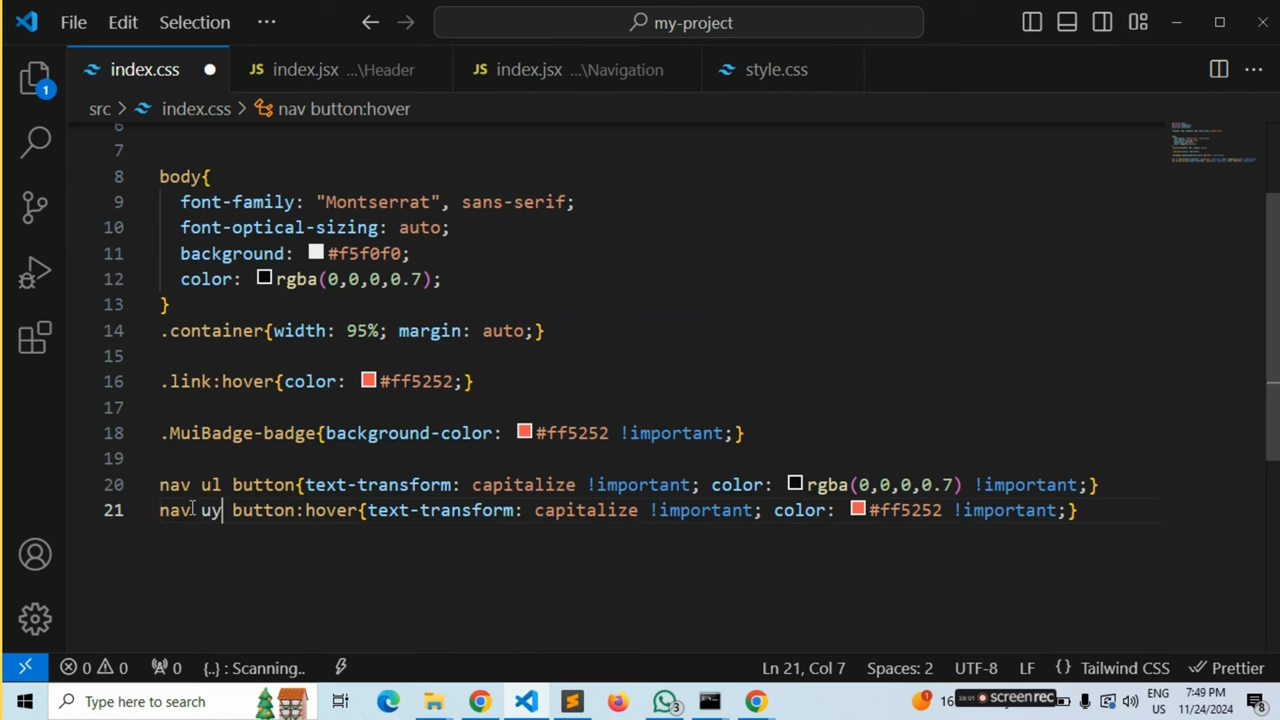 File Edit Selection ··· my-project
index.css index.jsx ...\Header index.jsx ...\Navigation style.css
1
src > index.css > nav button:hover
6
7
8 body{
9 font-family: "Montserrat", sans-serif;
10 font-optical-sizing: auto;
11 background: #f5f0f0;
12 color: rgba(0,0,0,0.7);
13 }
14 .container{width: 95%; margin: auto;}
15
16 .link:hover{color: #ff5252;}
17
18 .MuiBadge-badge{background-color: #ff5252 !important;}
19
20 nav ul button{text-transform: capitalize !important; color: rgba(0,0,0,0.7) !important;}
21 nav uy button:hover{text-transform: capitalize !important; color: #ff5252 !important;}
0 0 0 {..} : Scanning.. Ln 21, Col 7 Spaces: 2 UTF-8 LF {} Tailwind CSS Prettier
Type here to search 3 16 screenrec ENG 7:49 PM
US 11/24/2024 8